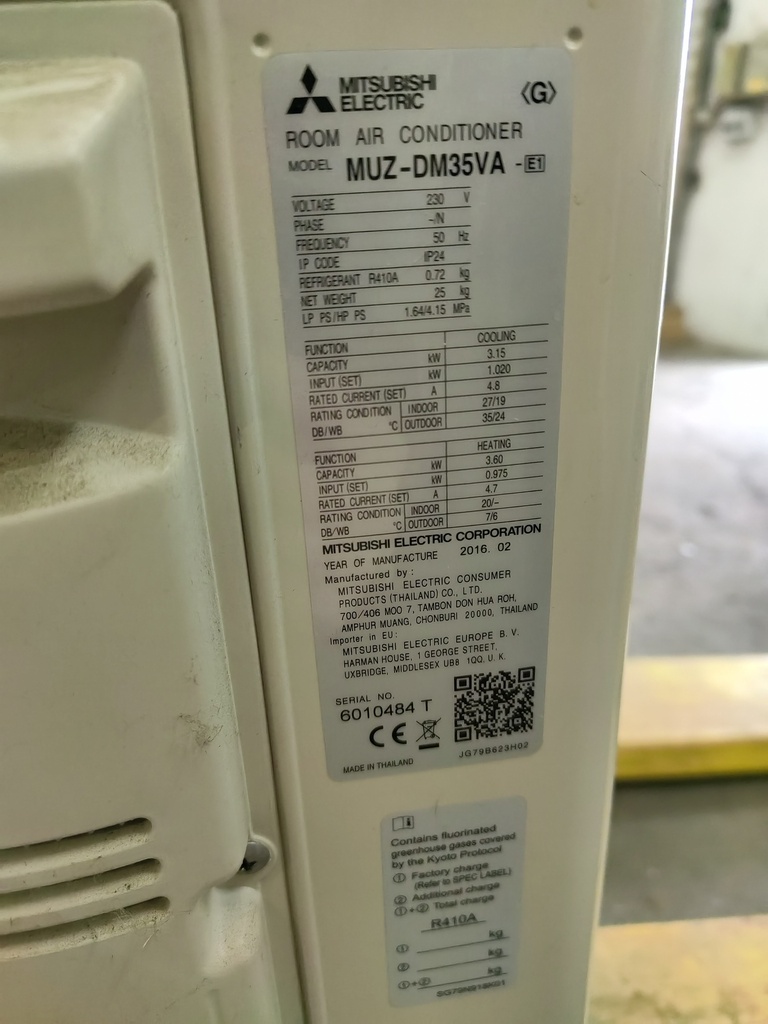 MITSUBISHI
ELECTRIC
〈G〉
ROOM AIR CONDITIONER
MODEL MUZ-DM35VA -E1
VOLTAGE 230 V
PHASE ~/N
FREQUENCY 50 Hz
IP CODE IP24
REFRIGERANT R410A 0.72 kg
NET WEIGHT 25 kg
LP PS/HP PS 1.64/4.15 MPa
FUNCTION COOLING
CAPACITY kW 3.15
INPUT (SET) kW 1.020
RATED CURRENT (SET) A 4.8
RATING CONDITION INDOOR 27/19
DB/WB °C OUTDOOR 35/24
FUNCTION HEATING
CAPACITY kW 3.60
INPUT (SET) kW 0.975
RATED CURRENT (SET) A 4.7
RATING CONDITION INDOOR 20/-
DB/WB °C OUTDOOR 7/6
MITSUBISHI ELECTRIC CORPORATION
YEAR OF MANUFACTURE 2016. 02
Manufactured by :
MITSUBISHI ELECTRIC CONSUMER
PRODUCTS (THAILAND) CO., LTD.
700/406 MOO 7, TAMBON DON HUA ROH,
AMPHUR MUANG, CHONBURI 20000, THAILAND
Importer in EU :
MITSUBISHI ELECTRIC EUROPE B. V.
HARMAN HOUSE, 1 GEORGE STREET,
UXBRIDGE, MIDDLESEX UB8 1QQ, U. K.
SERIAL NO.
6010484 T
CE
MADE IN THAILAND
JG79B623H02
Contains fluorinated
greenhouse gases covered
by the Kyoto Protocol
① Factory charge
(Refer to SPEC LABEL)
② Additional charge
①+② Total charge
R410A
① kg
② kg
①+② kg